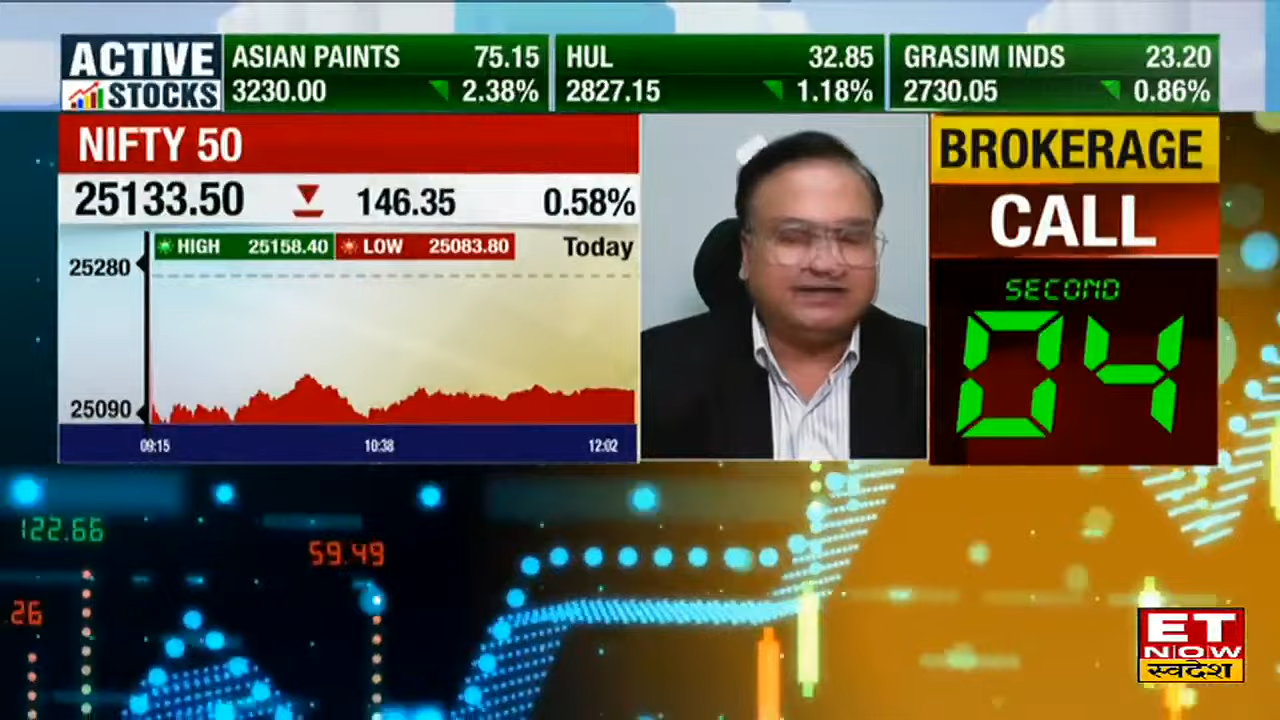 ACTIVE
STOCKS
ASIAN PAINTS 75.15
3230.00 2.38%
HUL 32.85
2827.15 1.18%
GRASIM INDS 23.20
2730.05 0.86%
NIFTY 50
25133.50 146.35 0.58%
HIGH 25158.40 LOW 25083.80 Today
25280
25090
09:15 10:38 12:02
BROKERAGE
CALL
SECOND
04
122.66
59.49
26
ET
NOW
स्वदेश